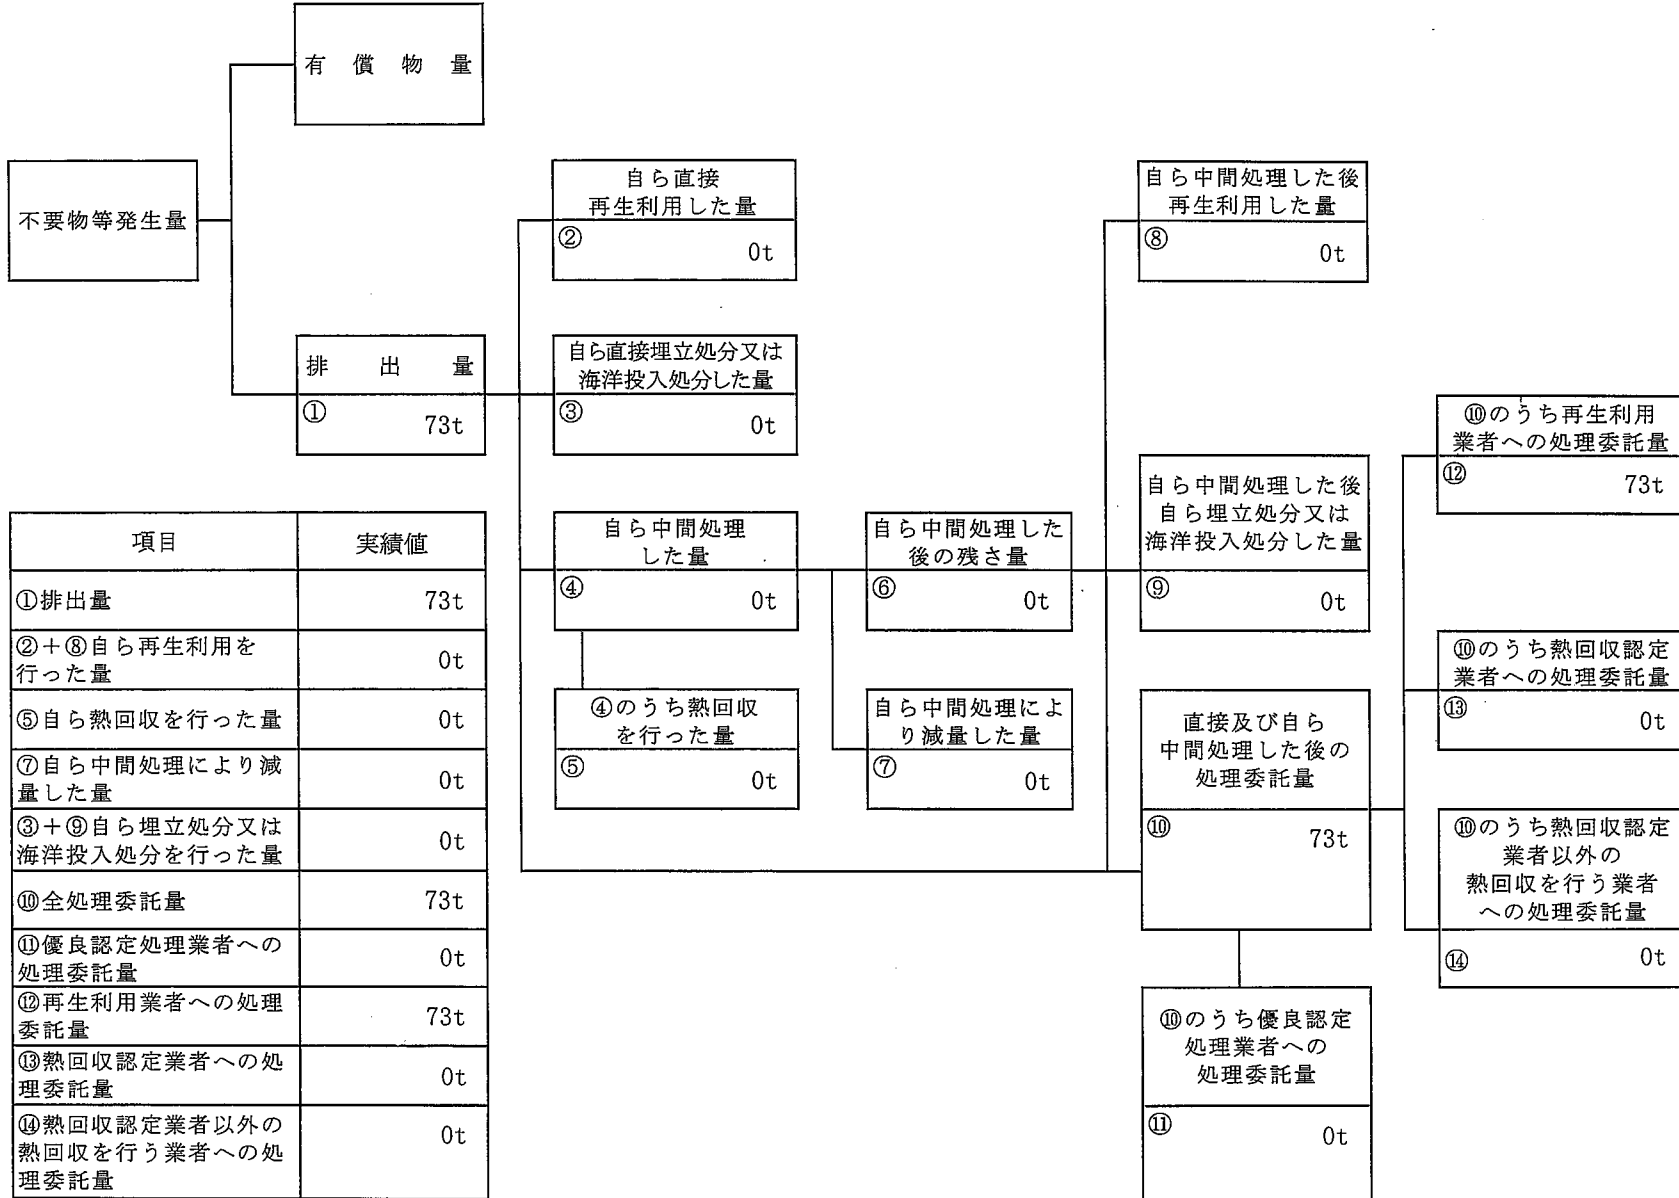 有償物量
不要物等発生量
自ら直接
再生利用した量
②
0t
自ら中間処理した後
再生利用した量
⑧
0t
排出量
①
73t
自ら直接埋立処分又は
海洋投入処分した量
③
0t
⑩のうち再生利用
業者への処理委託量
⑫
73t
自ら中間処理
した量
④
0t
自ら中間処理した
後の残さ量
⑥
0t
自ら中間処理した後
自ら埋立処分又は
海洋投入処分した量
⑨
0t
⑩のうち熱回収認定
業者への処理委託量
⑬
0t
④のうち熱回収
を行った量
⑤
0t
自ら中間処理によ
り減量した量
⑦
0t
直接及び自ら
中間処理した後の
処理委託量
⑩
73t
⑩のうち熱回収認定
業者以外の
熱回収を行う業者
への処理委託量
⑭
0t
⑩のうち優良認定
処理業者への
処理委託量
⑪
0t
項目 実績値
①排出量 73t
②+⑧自ら再生利用を
行った量 0t
⑤自ら熱回収を行った量 0t
⑦自ら中間処理により減
量した量 0t
③+⑨自ら埋立処分又は
海洋投入処分を行った量 0t
⑩全処理委託量 73t
⑪優良認定処理業者への
処理委託量 0t
⑫再生利用業者への処理
委託量 73t
⑬熱回収認定業者への処
理委託量 0t
⑭熱回収認定業者以外の
熱回収を行う業者への処
理委託量 0t